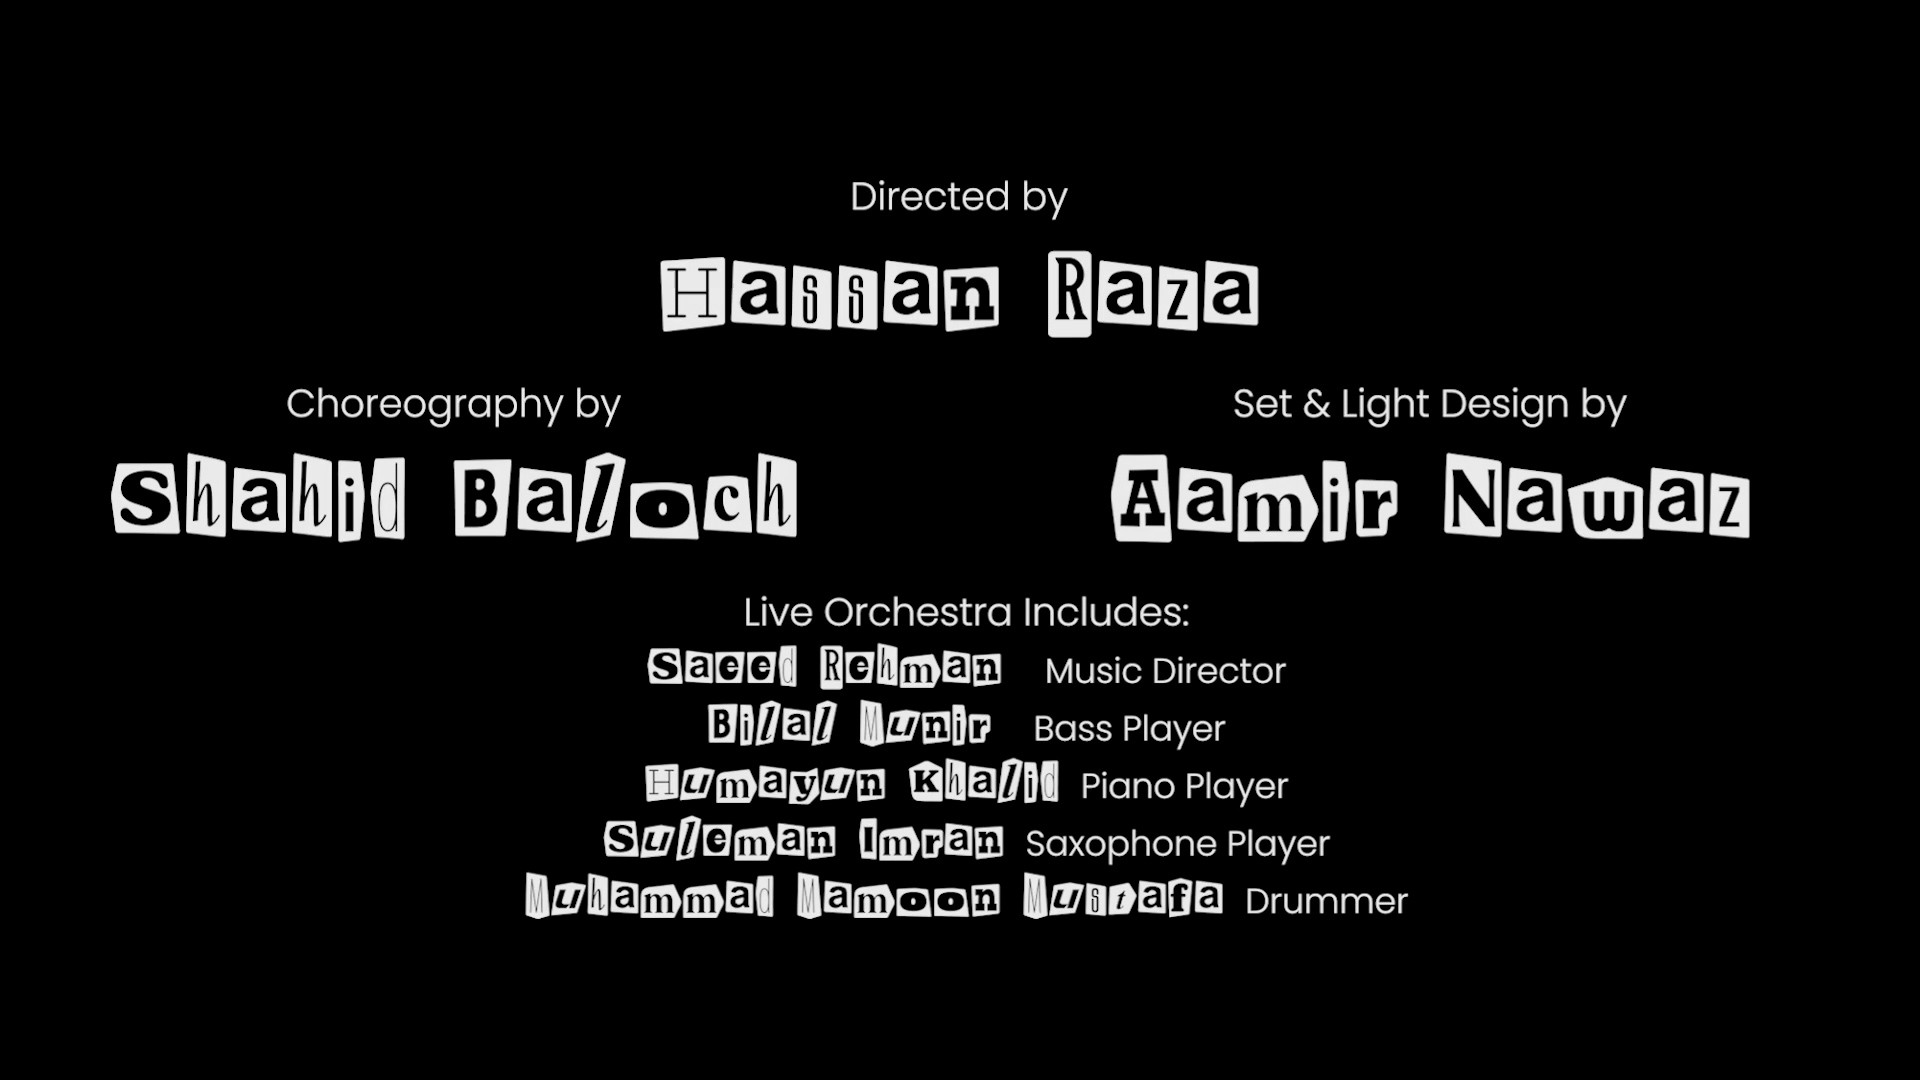 Directed by
Hassan Raza
Choreography by
Shahid Baloch
Set & Light Design by
Aamir Nawaz
Live Orchestra Includes:
Saeed Rehman Music Director
Bilal Munir Bass Player
Humayun Khalid Piano Player
Suleman Imran Saxophone Player
Muhammad Mamoon Mustafa Drummer